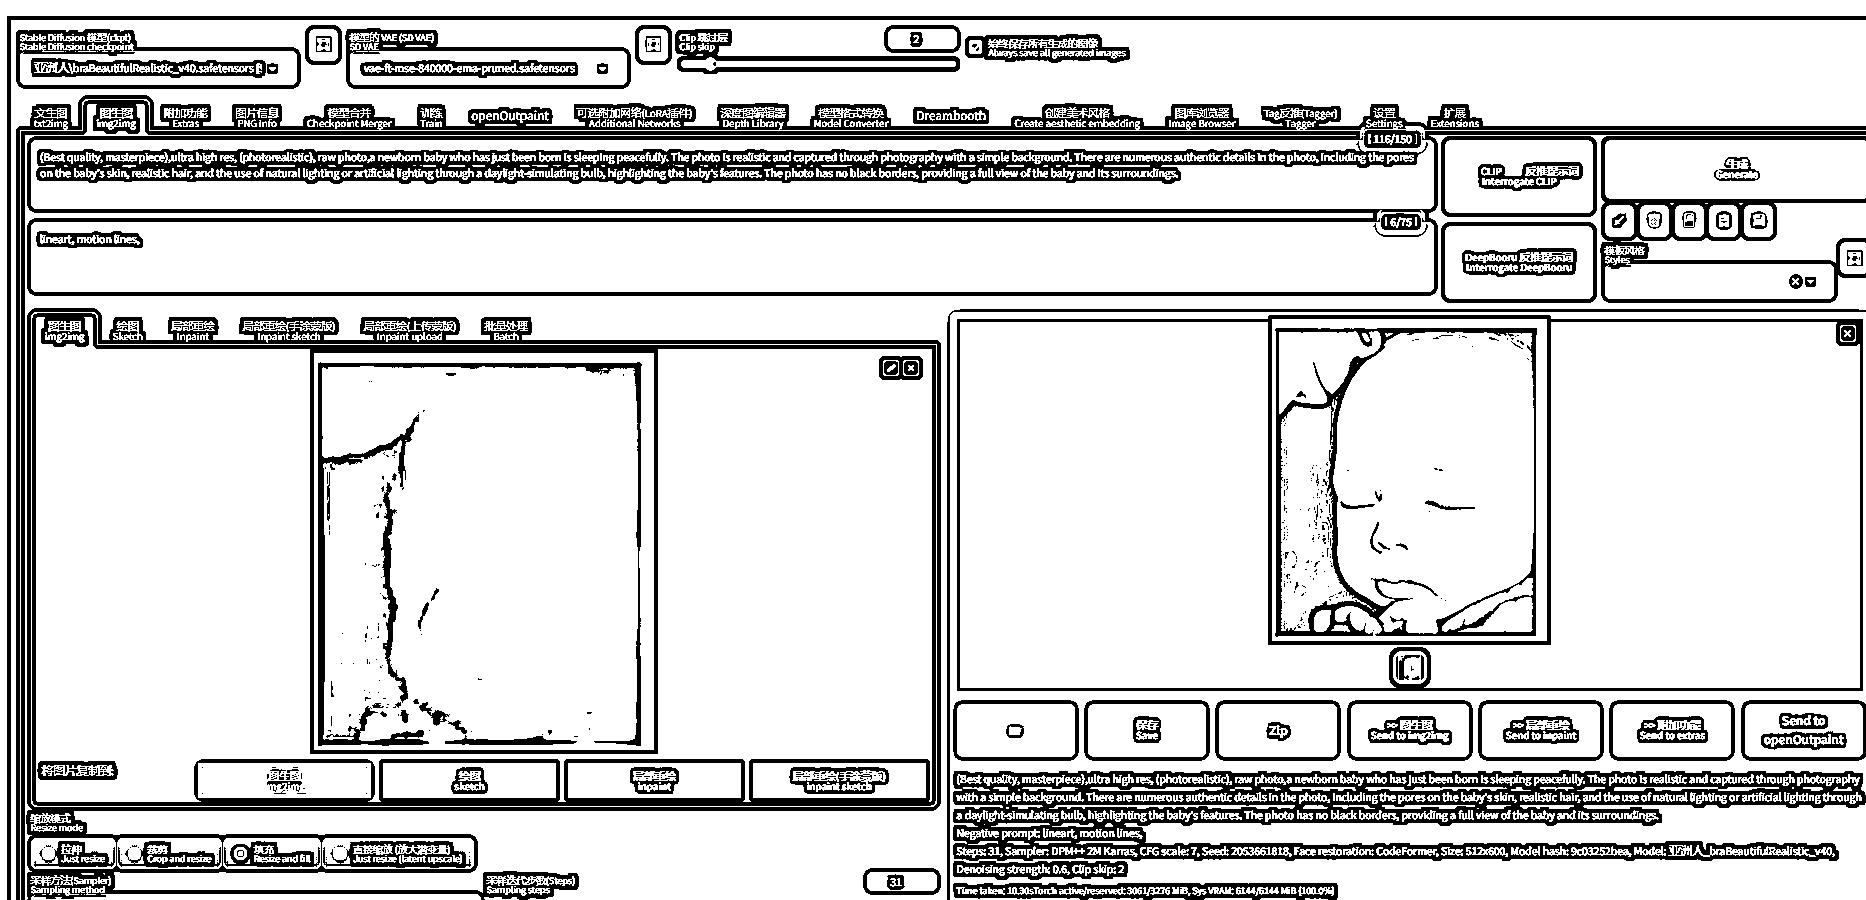 Stable Diffusion 模型(ckpt)
Stable Diffusion checkpoint
亚洲人\braBeautifulRealistic_v40.safetensors [
模型的 VAE (SD VAE)
SD VAE
vae-ft-mse-840000-ema-pruned.safetensors
Clip 跳过层
Clip skip
2
始终保存所有生成的图像
Always save all generated images
文生图
txt2img
图生图
img2img
附加功能
Extras
图片信息
PNG Info
模型合并
Checkpoint Merger
训练
Train
openOutpaint
可选附加网络(LoRA插件)
Additional Networks
深度图编辑器
Depth Library
模型格式转换
Model Converter
Dreambooth
创建美术风格
Create aesthetic embedding
图库浏览器
Image Browser
Tag反推(Tagger)
Tagger
设置
Settings
扩展
Extensions
116/150
(Best quality, masterpiece),ultra high res, (photorealistic), raw photo,a newborn baby who has just been born is sleeping peacefully. The photo is realistic and captured through photography with a simple background. There are numerous authentic details in the photo, including the pores
on the baby's skin, realistic hair, and the use of natural lighting or artificial lighting through a daylight-simulating bulb, highlighting the baby's features. The photo has no black borders, providing a full view of the baby and its surroundings.
6/75
lineart, motion lines,
CLIP 反推提示词
Interrogate CLIP
DeepBooru 反推提示词
Interrogate DeepBooru
生成
Generate
模板风格
Styles
图生图
img2img
绘图
Sketch
局部重绘
Inpaint
局部重绘(手涂蒙版)
Inpaint sketch
局部重绘(上传蒙版)
Inpaint upload
批量处理
Batch
将图片复制到:
图生图
img2img
绘图
sketch
局部重绘
inpaint
局部重绘(手涂蒙版)
inpaint sketch
缩放模式
Resize mode
拉伸
Just resize
裁剪
Crop and resize
填充
Resize and fill
直接缩放 (放大潜变量)
Just resize (latent upscale)
采样方法(Sampler)
Sampling method
采样迭代步数(Steps)
Sampling steps
31
保存
Save
Zip
>> 图生图
Send to img2img
>> 局部重绘
Send to inpaint
>> 附加功能
Send to extras
Send to
openOutpaint
(Best quality, masterpiece),ultra high res, (photorealistic), raw photo,a newborn baby who has just been born is sleeping peacefully. The photo is realistic and captured through photography
with a simple background. There are numerous authentic details in the photo, including the pores on the baby's skin, realistic hair, and the use of natural lighting or artificial lighting through
a daylight-simulating bulb, highlighting the baby's features. The photo has no black borders, providing a full view of the baby and its surroundings.
Negative prompt: lineart, motion lines,
Steps: 31, Sampler: DPM++ 2M Karras, CFG scale: 7, Seed: 2053661818, Face restoration: CodeFormer, Size: 512x600, Model hash: 9c03252bea, Model: 亚洲人_braBeautifulRealistic_v40,
Denoising strength: 0.6, Clip skip: 2
Time taken: 10.30sTorch active/reserved: 3061/3276 MiB, Sys VRAM: 6144/6144 MiB (100.0%)